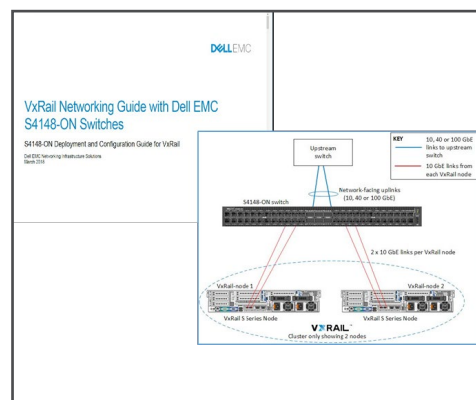 DELLEMC
VxRail Networking Guide with Dell EMC
S4148-ON Switches
S4148-ON Deployment and Configuration Guide for VxRail
Dell EMC Networking Infrastructure Solutions
March 2018
KEY
10, 40 or 100 GbE
links to upstream
switch
10 GbE links from
each VxRail node
Upstream
switch
Network-facing uplinks
(10, 40 or 100 GbE)
S4148-ON switch
2 x 10 GbE links per VxRail node
VxRail-node 1
VxRail-node 2
VxRail S Series Node
VxRail S Series Node
VXRAIL
Cluster only showing 2 nodes